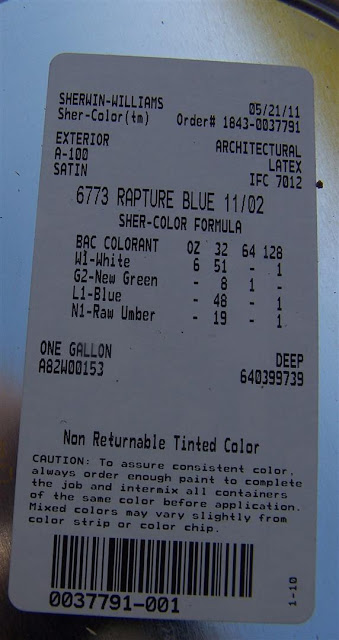 SHERWIN-WILLIAMS 05/21/11
Sher-Color(tm) Order# 1843-0037791
EXTERIOR ARCHITECTURAL
A-100 LATEX
SATIN IFC 7012
6773 RAPTURE BLUE 11/02
SHER-COLOR FORMULA
BAC COLORANT OZ 32 64 128
W1-White 6 51 - 1
G2-New Green - 8 1 -
L1-Blue - 48 - 1
N1-Raw Umber - 19 - 1
ONE GALLON DEEP
A82W00153 640399739
Non Returnable Tinted Color
CAUTION: To assure consistent color,
always order enough paint to complete
the job and intermix all containers
of the same color before application.
Mixed colors may vary slightly from
color strip or color chip.
0037791-001
1-10